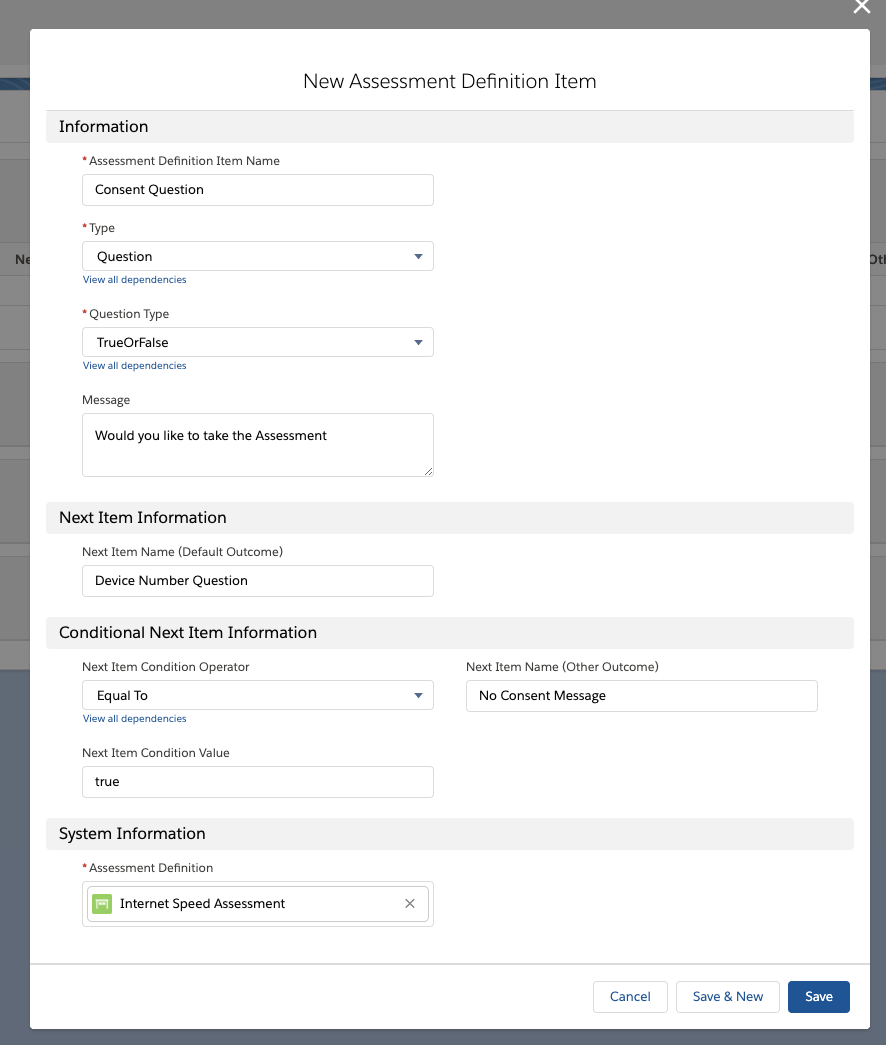 New Assessment Definition Item
Information
* Assessment Definition Item Name
Consent Question
* Type
Question
View all dependencies
* Question Type
TrueOrFalse
View all dependencies
Message
Would you like to take the Assessment
Next Item Information
Next Item Name (Default Outcome)
Device Number Question
Conditional Next Item Information
Next Item Condition Operator
Next Item Name (Other Outcome)
Equal To
No Consent Message
View all dependencies
Next Item Condition Value
true
System Information
* Assessment Definition
Internet Speed Assessment
Cancel
Save & New
Save